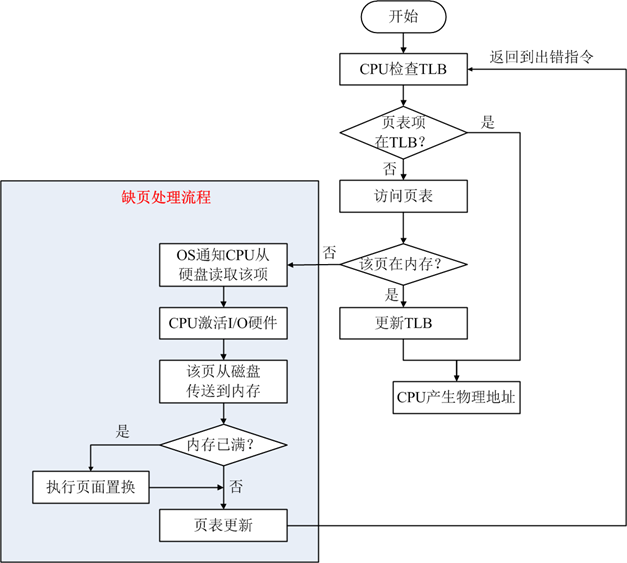 开始
返回到出错指令
CPU检查TLB
页表项
在TLB？
是
否
访问页表
缺页处理流程
OS通知CPU从
硬盘读取该项
否
该页在内存？
是
CPU激活I/O硬件
更新TLB
该页从磁盘
传送到内存
CPU产生物理地址
是
内存已满？
执行页面置换
否
页表更新